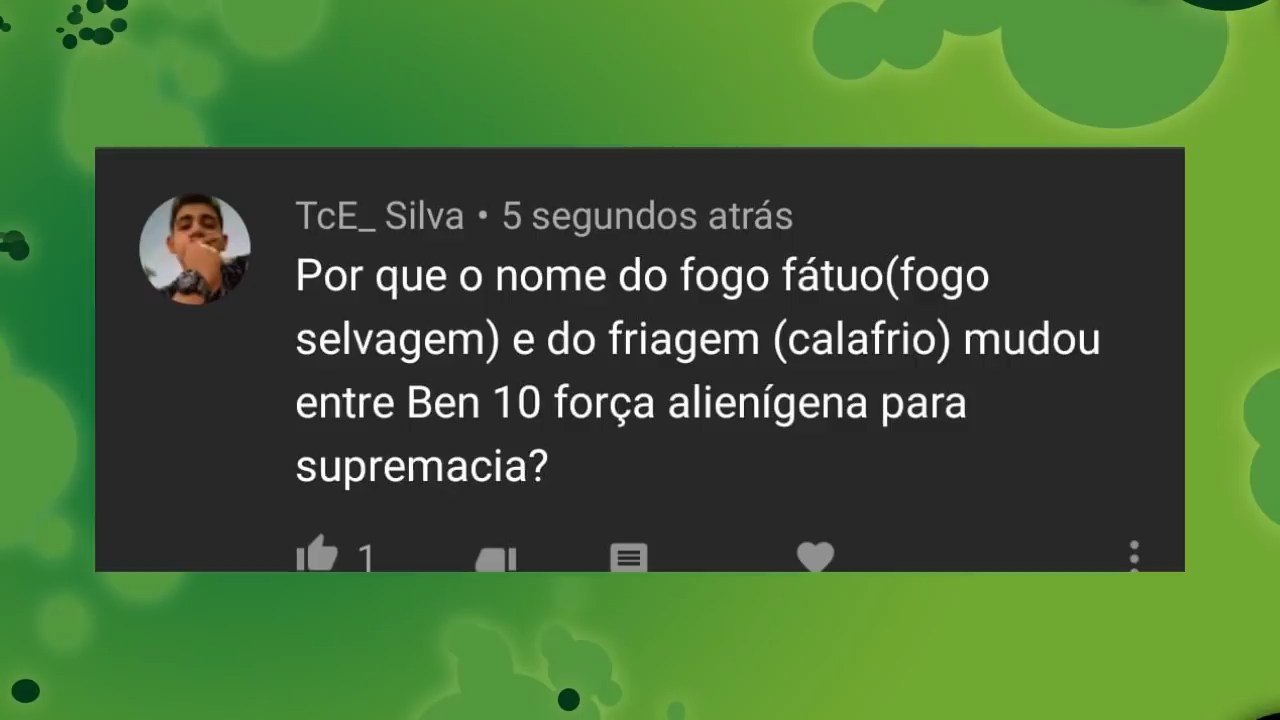 TcE_ Silva • 5 segundos atrás
Por que o nome do fogo fátuo(fogo
selvagem) e do friagem (calafrio) mudou
entre Ben 10 força alienígena para
supremacia?
1